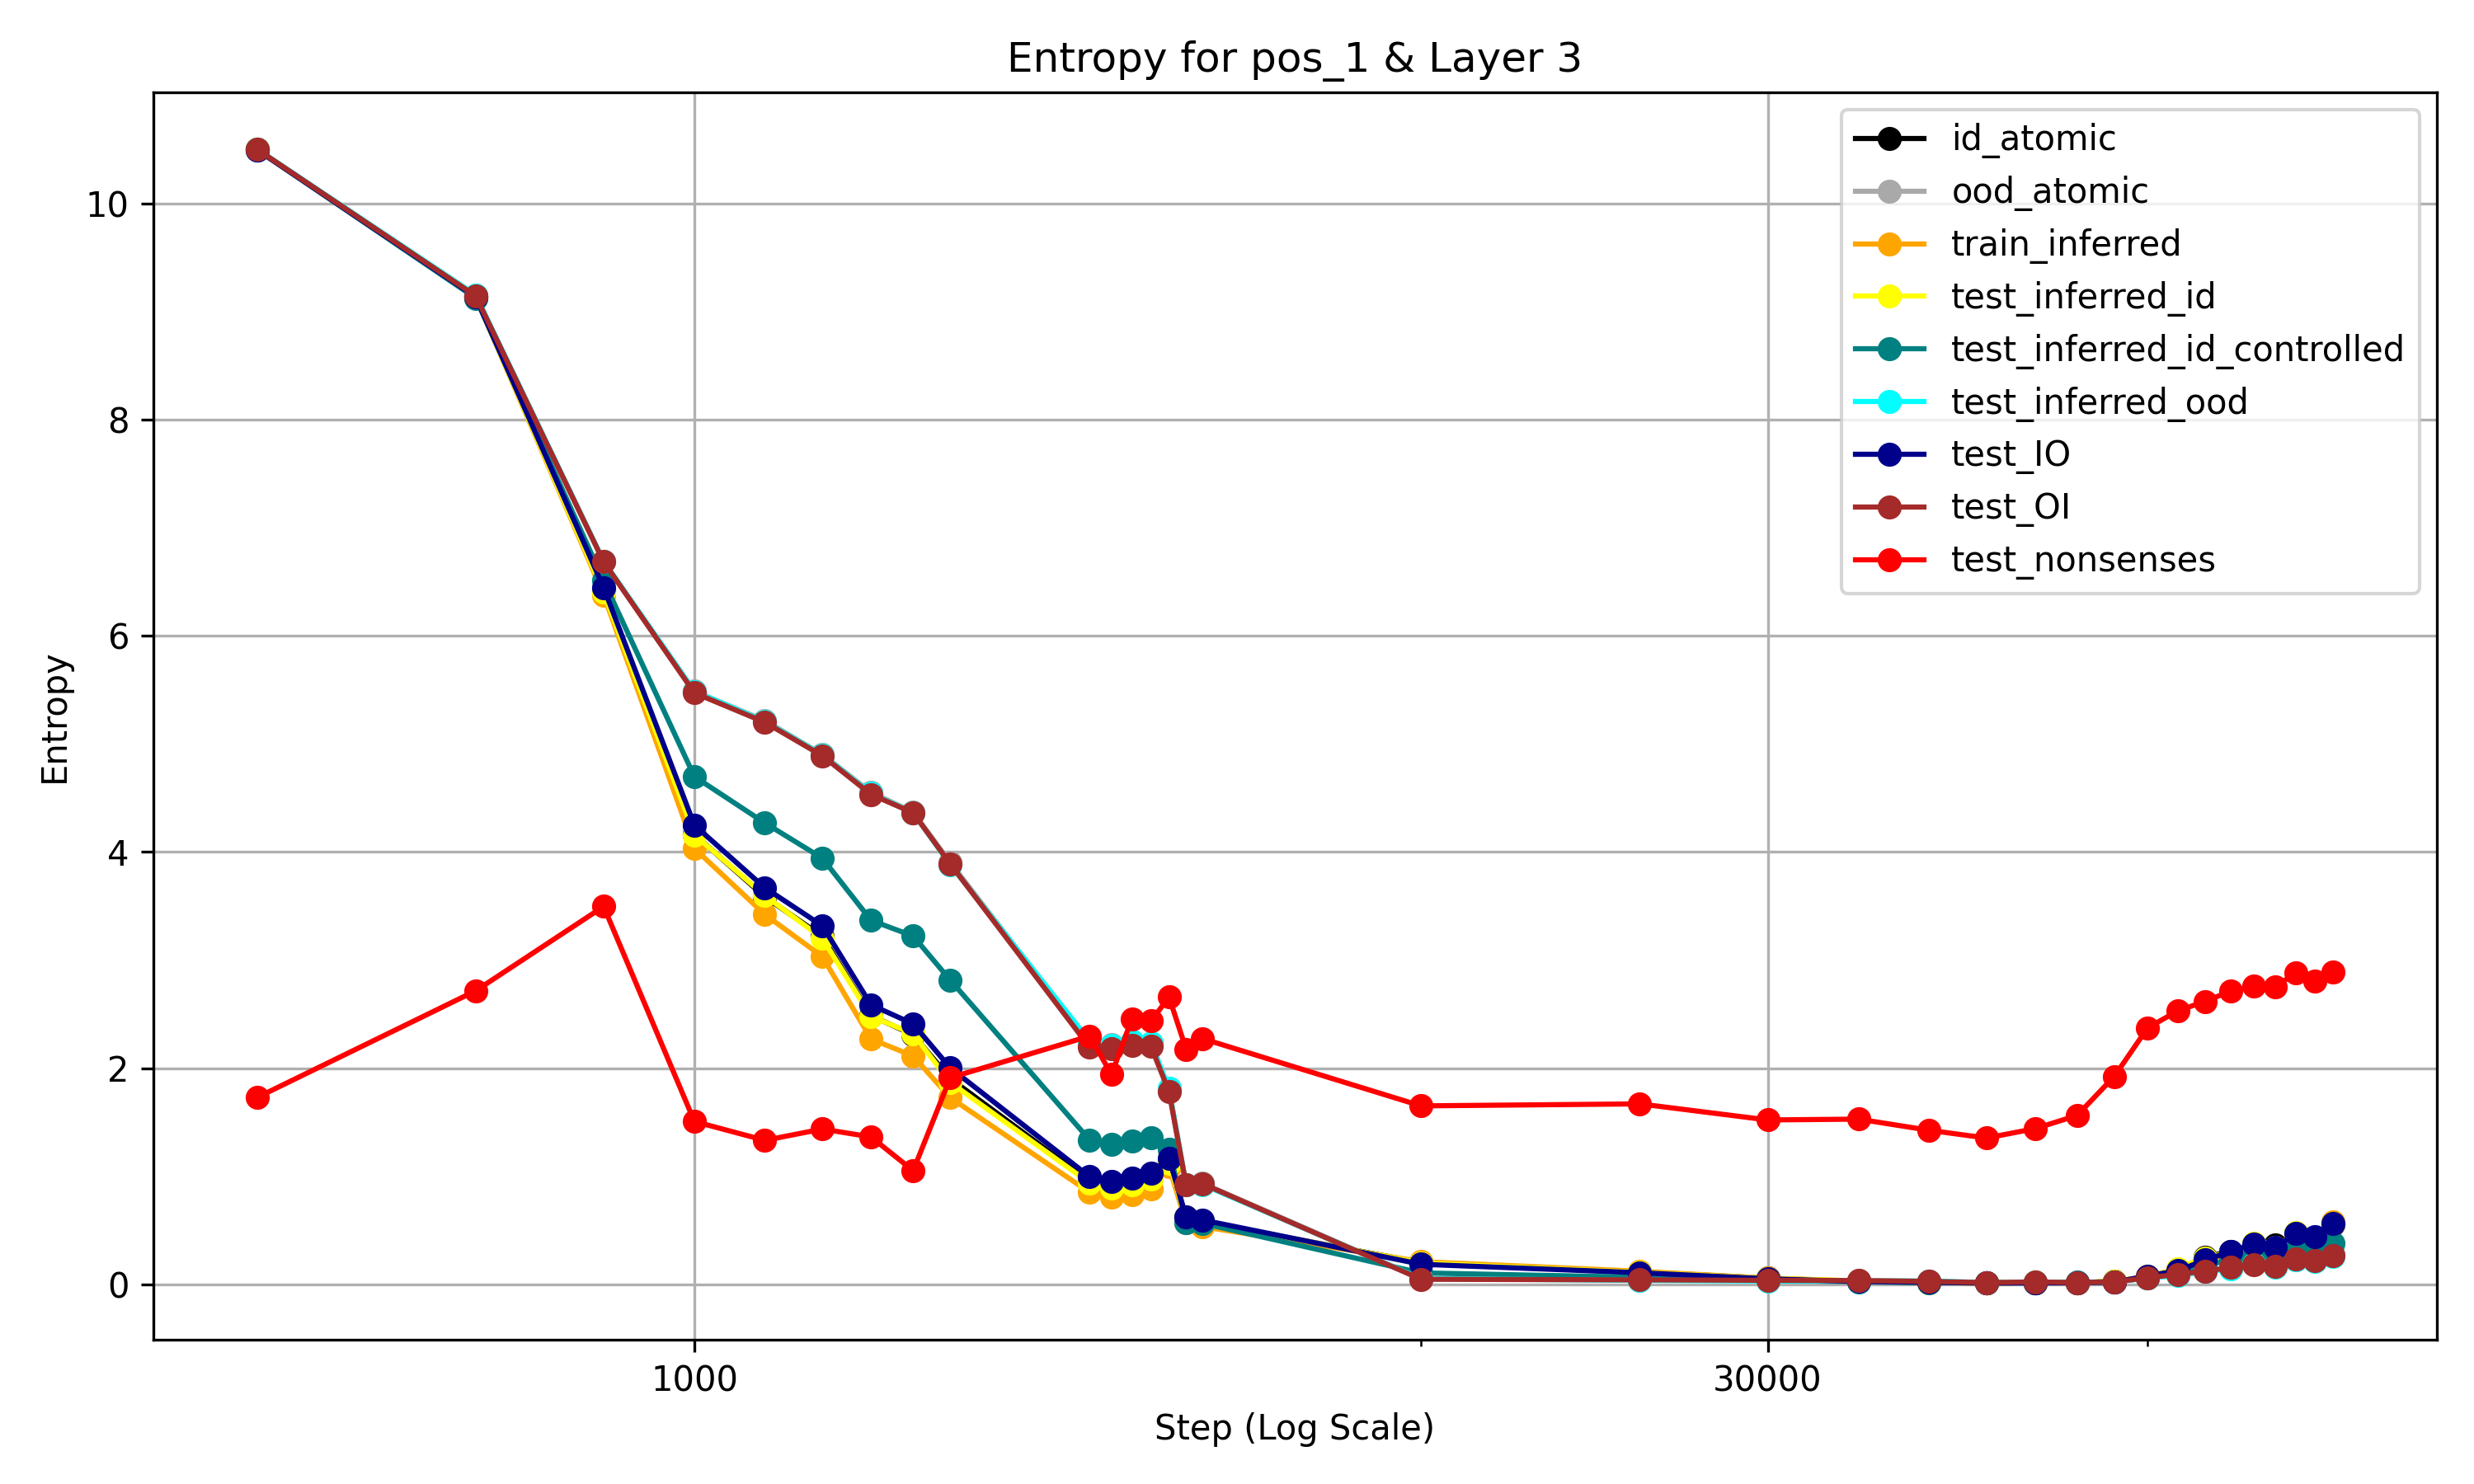 Entropy for pos_1 & Layer 3
10
8
6
4
2
0
Entropy
1000
30000
Step (Log Scale)
id_atomic
ood_atomic
train_inferred
test_inferred_id
test_inferred_id_controlled
test_inferred_ood
test_IO
test_OI
test_nonsenses